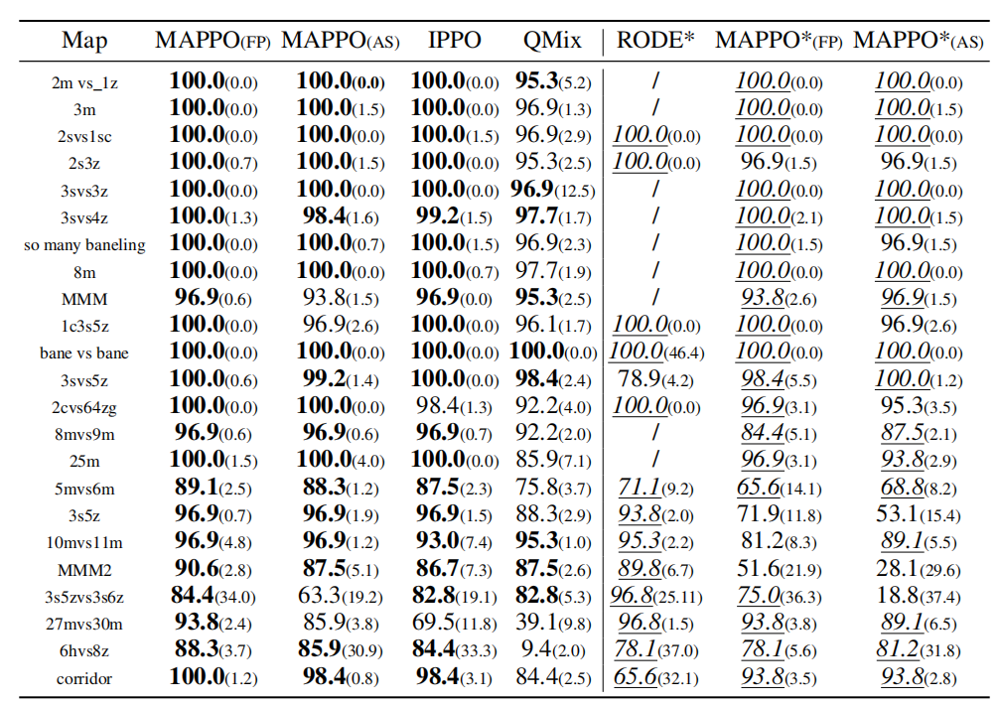 Map MAPPO(FP) MAPPO(AS) IPPO QMix RODE* MAPPO*(FP) MAPPO*(AS)
2m vs_1z 100.0(0.0) 100.0(0.0) 100.0(0.0) 95.3(5.2) / 100.0(0.0) 100.0(0.0)
3m 100.0(0.0) 100.0(1.5) 100.0(0.0) 96.9(1.3) / 100.0(0.0) 100.0(1.5)
2svs1sc 100.0(0.0) 100.0(0.0) 100.0(1.5) 96.9(2.9) 100.0(0.0) 100.0(0.0) 100.0(0.0)
2s3z 100.0(0.7) 100.0(1.5) 100.0(0.0) 95.3(2.5) 100.0(0.0) 96.9(1.5) 96.9(1.5)
3svs3z 100.0(0.0) 100.0(0.0) 100.0(0.0) 96.9(12.5) / 100.0(0.0) 100.0(0.0)
3svs4z 100.0(1.3) 98.4(1.6) 99.2(1.5) 97.7(1.7) / 100.0(2.1) 100.0(1.5)
so many baneling 100.0(0.0) 100.0(0.7) 100.0(1.5) 96.9(2.3) / 100.0(1.5) 96.9(1.5)
8m 100.0(0.0) 100.0(0.0) 100.0(0.7) 97.7(1.9) / 100.0(0.0) 100.0(0.0)
MMM 96.9(0.6) 93.8(1.5) 96.9(0.0) 95.3(2.5) / 93.8(2.6) 96.9(1.5)
1c3s5z 100.0(0.0) 96.9(2.6) 100.0(0.0) 96.1(1.7) 100.0(0.0) 100.0(0.0) 96.9(2.6)
bane vs bane 100.0(0.0) 100.0(0.0) 100.0(0.0) 100.0(0.0) 100.0(46.4) 100.0(0.0) 100.0(0.0)
3svs5z 100.0(0.6) 99.2(1.4) 100.0(0.0) 98.4(2.4) 78.9(4.2) 98.4(5.5) 100.0(1.2)
2cvs64zg 100.0(0.0) 100.0(0.0) 98.4(1.3) 92.2(4.0) 100.0(0.0) 96.9(3.1) 95.3(3.5)
8mvs9m 96.9(0.6) 96.9(0.6) 96.9(0.7) 92.2(2.0) / 84.4(5.1) 87.5(2.1)
25m 100.0(1.5) 100.0(4.0) 100.0(0.0) 85.9(7.1) / 96.9(3.1) 93.8(2.9)
5mvs6m 89.1(2.5) 88.3(1.2) 87.5(2.3) 75.8(3.7) 71.1(9.2) 65.6(14.1) 68.8(8.2)
3s5z 96.9(0.7) 96.9(1.9) 96.9(1.5) 88.3(2.9) 93.8(2.0) 71.9(11.8) 53.1(15.4)
10mvs11m 96.9(4.8) 96.9(1.2) 93.0(7.4) 95.3(1.0) 95.3(2.2) 81.2(8.3) 89.1(5.5)
MMM2 90.6(2.8) 87.5(5.1) 86.7(7.3) 87.5(2.6) 89.8(6.7) 51.6(21.9) 28.1(29.6)
3s5zvs3s6z 84.4(34.0) 63.3(19.2) 82.8(19.1) 82.8(5.3) 96.8(25.11) 75.0(36.3) 18.8(37.4)
27mvs30m 93.8(2.4) 85.9(3.8) 69.5(11.8) 39.1(9.8) 96.8(1.5) 93.8(3.8) 89.1(6.5)
6hvs8z 88.3(3.7) 85.9(30.9) 84.4(33.3) 9.4(2.0) 78.1(37.0) 78.1(5.6) 81.2(31.8)
corridor 100.0(1.2) 98.4(0.8) 98.4(3.1) 84.4(2.5) 65.6(32.1) 93.8(3.5) 93.8(2.8)